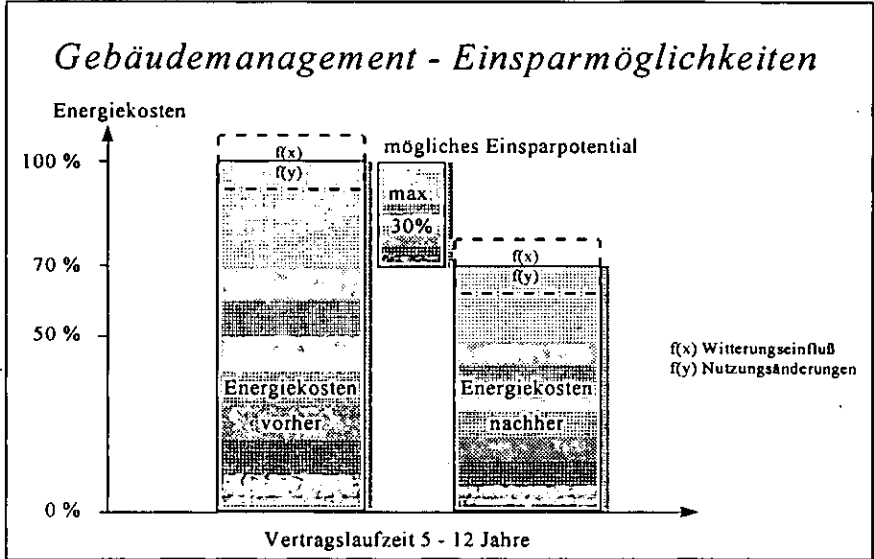 Gebäudemanagement - Einsparmöglichkeiten
Energiekosten
100 %
70 %
50 %
0 %
f(x)
f(y)
mögliches Einsparpotential
max.
30%
f(x)
f(y)
Energiekosten
vorher
Energiekosten
nachher
f(x) Witterungseinfluß
f(y) Nutzungsänderungen
Vertragslaufzeit 5 - 12 Jahre